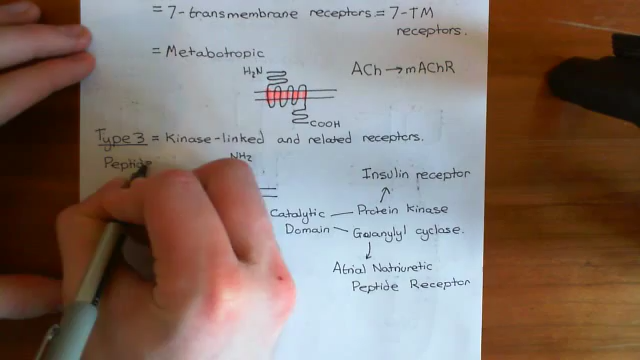 = 7-transmembrane receptors = 7-TM
receptors.
= Metabotropic
H₂N
ACh → mAChR
COOH
Type 3 = Kinase-linked and related receptors.
Peptide
NH₂
Insulin receptor
Catalytic — Protein kinase
Domain — Guanylyl cyclase.
Atrial Natriuretic
Peptide Receptor